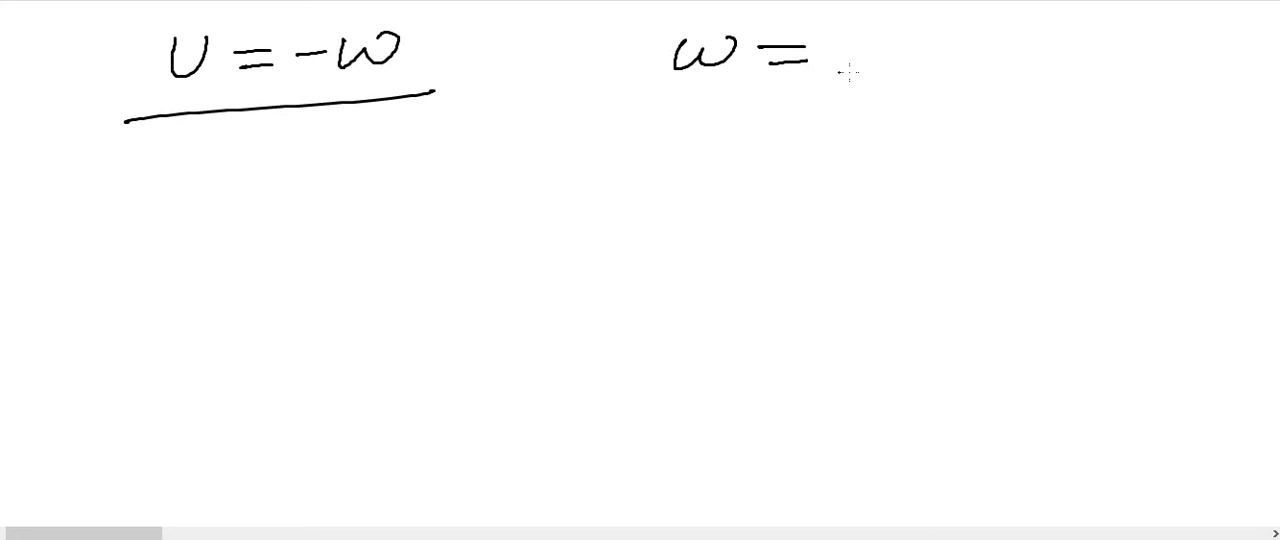 U = -W
W =